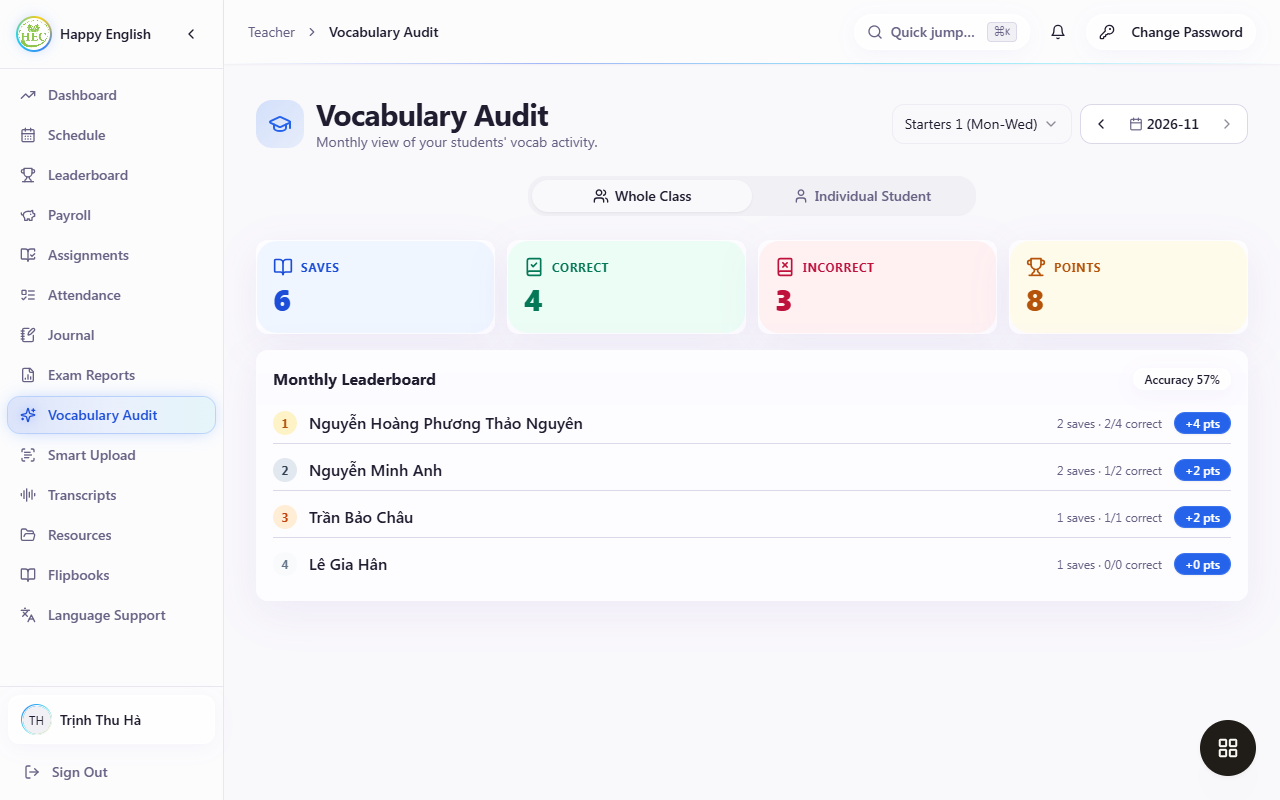 HEC
Happy English
Dashboard
Schedule
Leaderboard
Payroll
Assignments
Attendance
Journal
Exam Reports
Vocabulary Audit
Smart Upload
Transcripts
Resources
Flipbooks
Language Support
TH
Trịnh Thu Hà
Sign Out
Teacher
Vocabulary Audit
Quick jump...
⌘K
Change Password
Vocabulary Audit
Monthly view of your students' vocab activity.
Starters 1 (Mon-Wed)
2026-11
Whole Class
Individual Student
SAVES
6
CORRECT
4
INCORRECT
3
POINTS
8
Monthly Leaderboard
Accuracy 57%
1 Nguyễn Hoàng Phương Thảo Nguyên 2 saves · 2/4 correct +4 pts
2 Nguyễn Minh Anh 2 saves · 1/2 correct +2 pts
3 Trần Bảo Châu 1 saves · 1/1 correct +2 pts
4 Lê Gia Hân 1 saves · 0/0 correct +0 pts